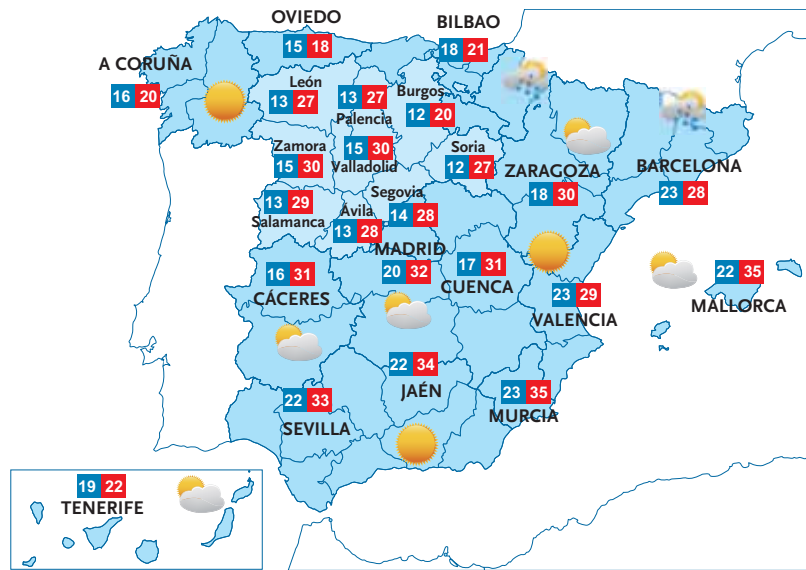 OVIEDO
15 18
BILBAO
18 21
A CORUÑA
16 20
León
13 27
13 27
Palencia
Burgos
12 20
Zamora
15 30
15 30
Valladolid
Soria
12 27
ZARAGOZA
18 30
BARCELONA
23 28
13 29
Salamanca
Ávila
13 28
Segovia
14 28
MADRID
20 32
16 31
CÁCERES
17 31
CUENCA
23 29
VALENCIA
22 35
MALLORCA
22 34
JAÉN
22 33
SEVILLA
23 35
MURCIA
19 22
TENERIFE